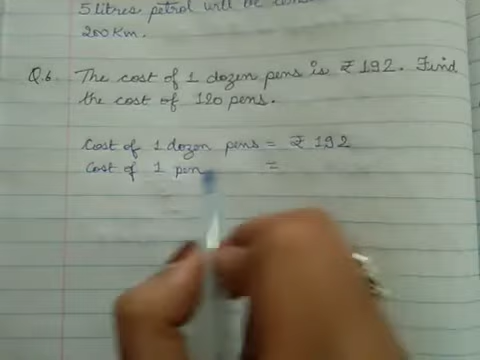 5 litres petrol will be
200 Km.
Q.6. The cost of 1 dozen pens is ₹ 192. Find
the cost of 120 pens.
Cost of 1 dozen pens = ₹ 192
Cost of 1 pen =